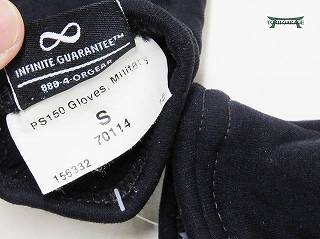 INFINITE GUARANTEE™
888-4-ORGEAR
PS150 Gloves, Military
S
70114
156332